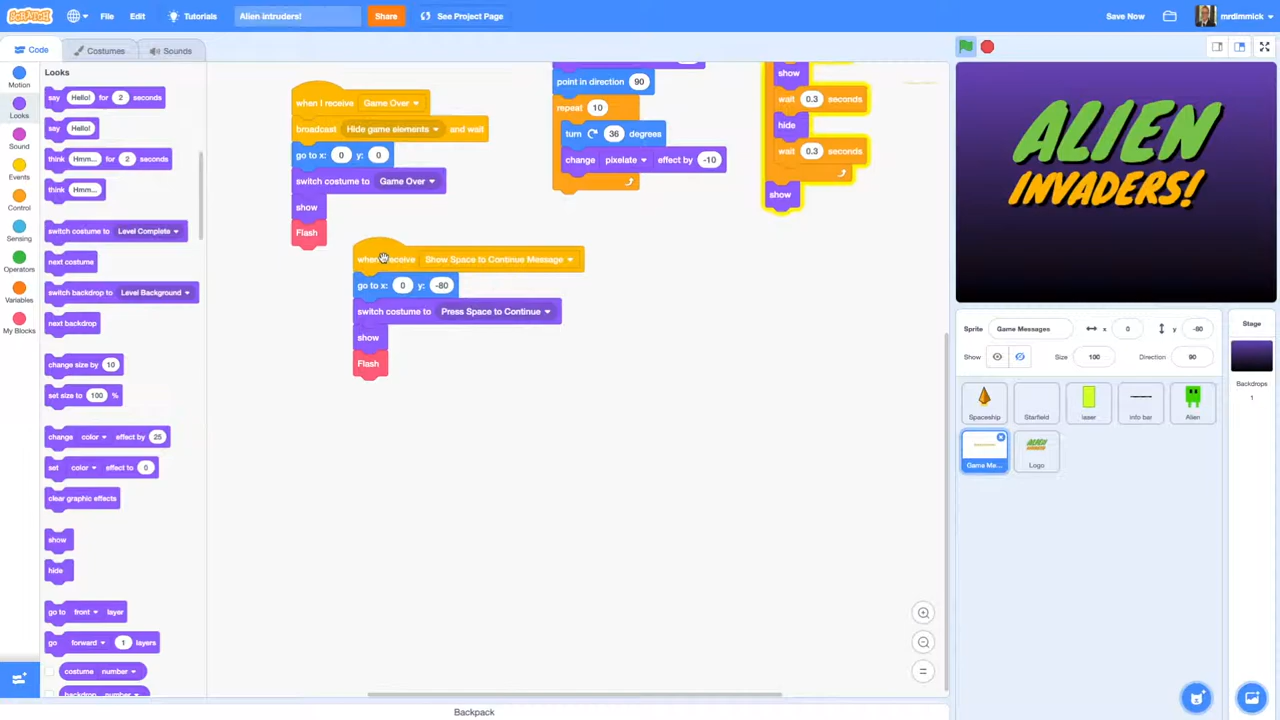 SCRATCH
File
Edit
Tutorials
Alien intruders!
Share
See Project Page
Save Now
mrdimmick
Code
Costumes
Sounds
Motion
Looks
Sound
Events
Control
Sensing
Operators
Variables
My Blocks
Looks
say Hello! for 2 seconds
say Hello!
think Hmm... for 2 seconds
think Hmm...
switch costume to Level Complete
next costume
switch backdrop to Level Background
next backdrop
change size by 10
set size to 100 %
change color effect by 25
set color effect to 0
clear graphic effects
show
hide
go to front layer
go forward 1 layers
costume number
backdrop number
when I receive Game Over
broadcast Hide game elements and wait
go to x: 0 y: 0
switch costume to Game Over
show
Flash
when I receive Show Space to Continue Message
go to x: 0 y: -80
switch costume to Press Space to Continue
show
Flash
point in direction 90
repeat 10
turn 36 degrees
change pixelate effect by -10
show
wait 0.3 seconds
hide
wait 0.3 seconds
show
ALIEN
INVADERS!
Sprite Game Messages x 0 y -80
Show Size 100 Direction 90
Spaceship
Starfield
laser
info bar
Alien
Game Me...
Logo
Stage
Backdrops
1
Backpack